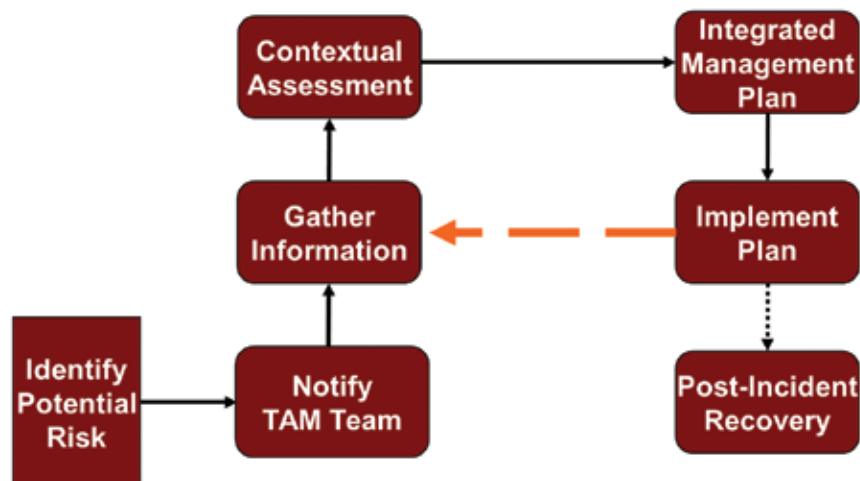 Contextual
Assessment
Integrated
Management
Plan
Gather
Information
Implement
Plan
Identify
Potential
Risk
Notify
TAM Team
Post-Incident
Recovery